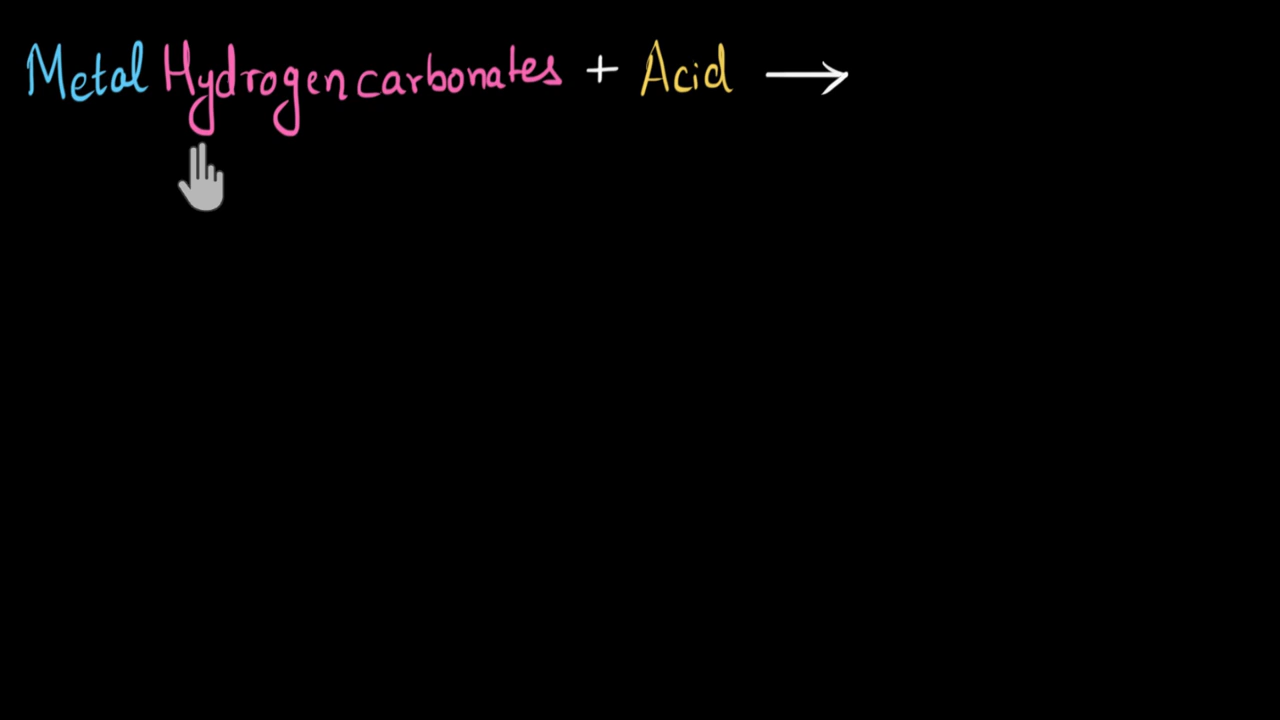 Metal Hydrogencarbonates + Acid →